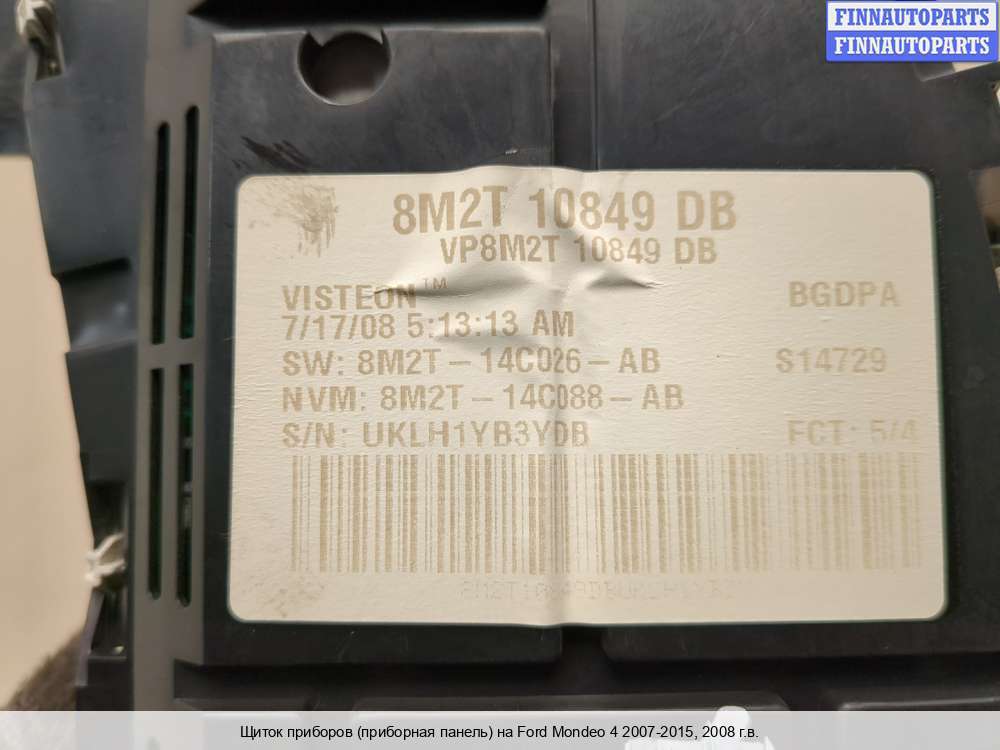 FINNAUTOPARTS
FINNAUTOPARTS
8M2T 10849 DB
VP8M2T 10849 DB
VISTEON™ BGDPA
7/17/08 5:13:13 AM
SW: 8M2T-14C026-AB S14729
NVM: 8M2T-14C088-AB
S/N: UKLH1YB3YDB FCT: 5/4
Щиток приборов (приборная панель) на Ford Mondeo 4 2007-2015, 2008 г.в.